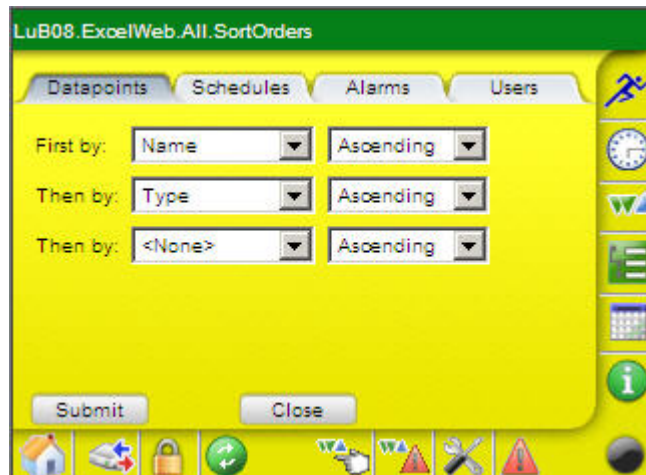 LuB08.ExcelWeb.All.SortOrders
Datapoints Schedules Alarms Users
First by: Name Ascending
Then by: Type Ascending
Then by: <None> Ascending
Submit Close